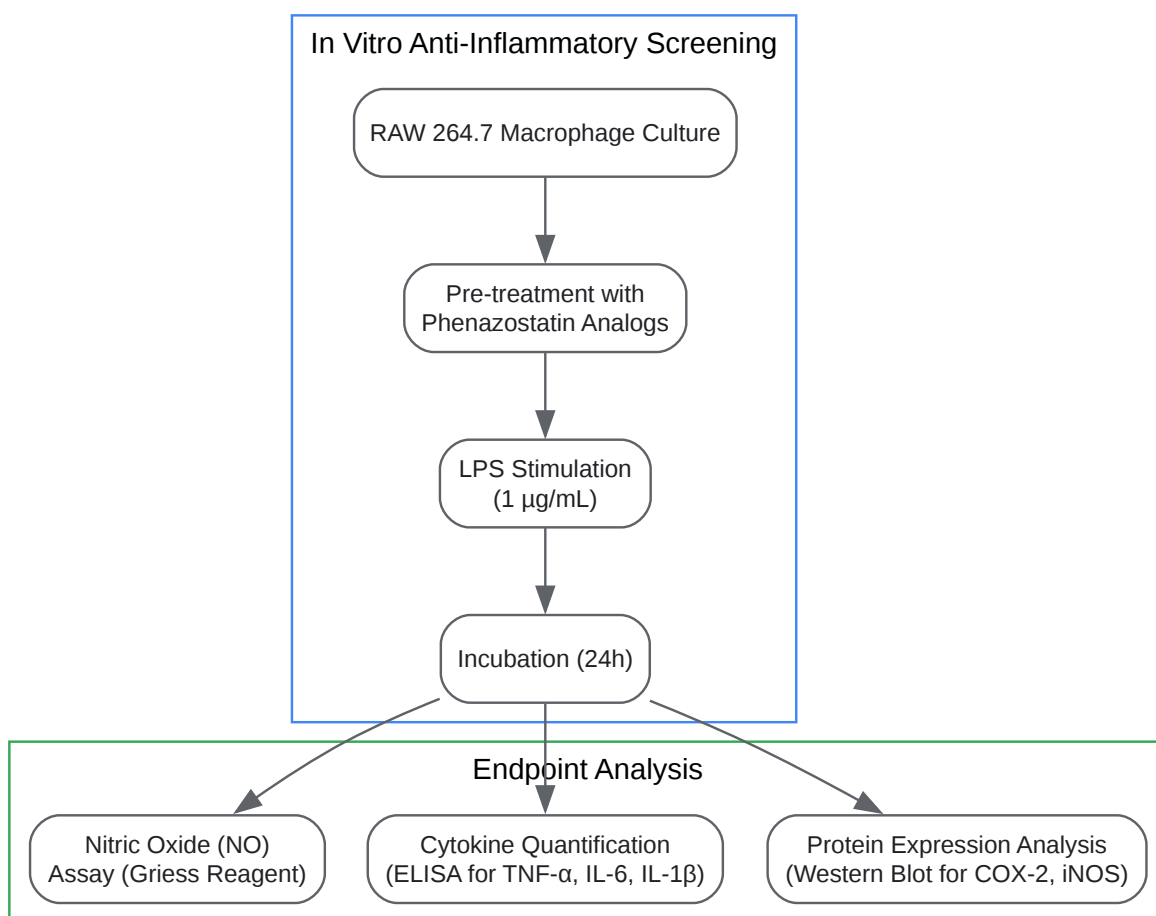 In Vitro Anti-Inflammatory Screening
RAW 264.7 Macrophage Culture
Pre-treatment with
Phenazostatin Analogs
LPS Stimulation
(1 µg/mL)
Incubation (24h)
Endpoint Analysis
Nitric Oxide (NO)
Assay (Griess Reagent)
Cytokine Quantification
(ELISA for TNF-α, IL-6, IL-1β)
Protein Expression Analysis
(Western Blot for COX-2, iNOS)